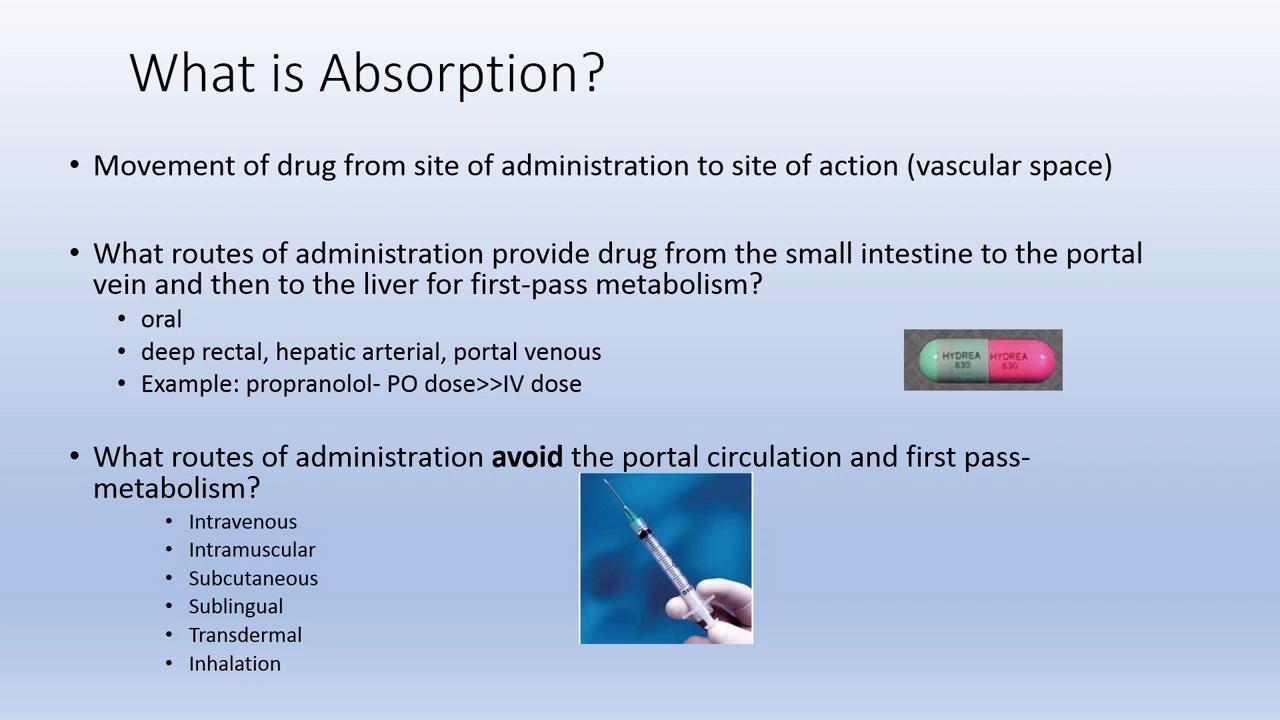 What is Absorption?
• Movement of drug from site of administration to site of action (vascular space)
• What routes of administration provide drug from the small intestine to the portal
vein and then to the liver for first-pass metabolism?
• oral
• deep rectal, hepatic arterial, portal venous
• Example: propranolol- PO dose>>IV dose
HYDREA HYDREA
830 830
• What routes of administration avoid the portal circulation and first pass-
metabolism?
• Intravenous
• Intramuscular
• Subcutaneous
• Sublingual
• Transdermal
• Inhalation